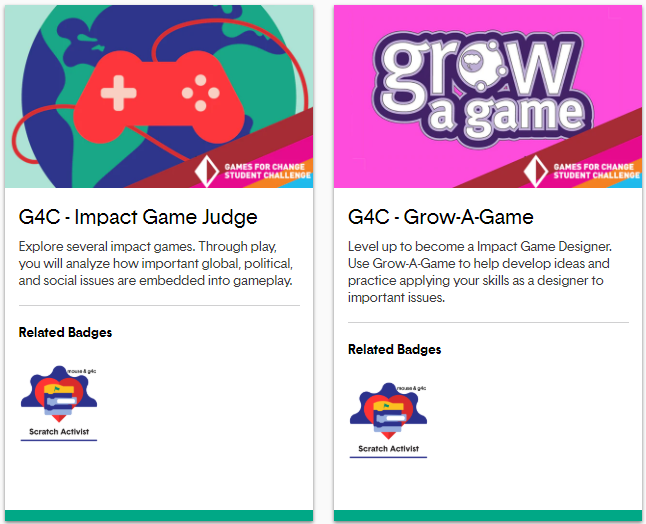 GAMES FOR CHANGE
STUDENT CHALLENGE
G4C - Impact Game Judge
Explore several impact games. Through play,
you will analyze how important global, political,
and social issues are embedded into gameplay.
Related Badges
mouse & g4c
Scratch Activist
grow
a game
GAMES FOR CHANGE
STUDENT CHALLENGE
G4C - Grow-A-Game
Level up to become a Impact Game Designer.
Use Grow-A-Game to help develop ideas and
practice applying your skills as a designer to
important issues.
Related Badges
mouse & g4c
Scratch Activist